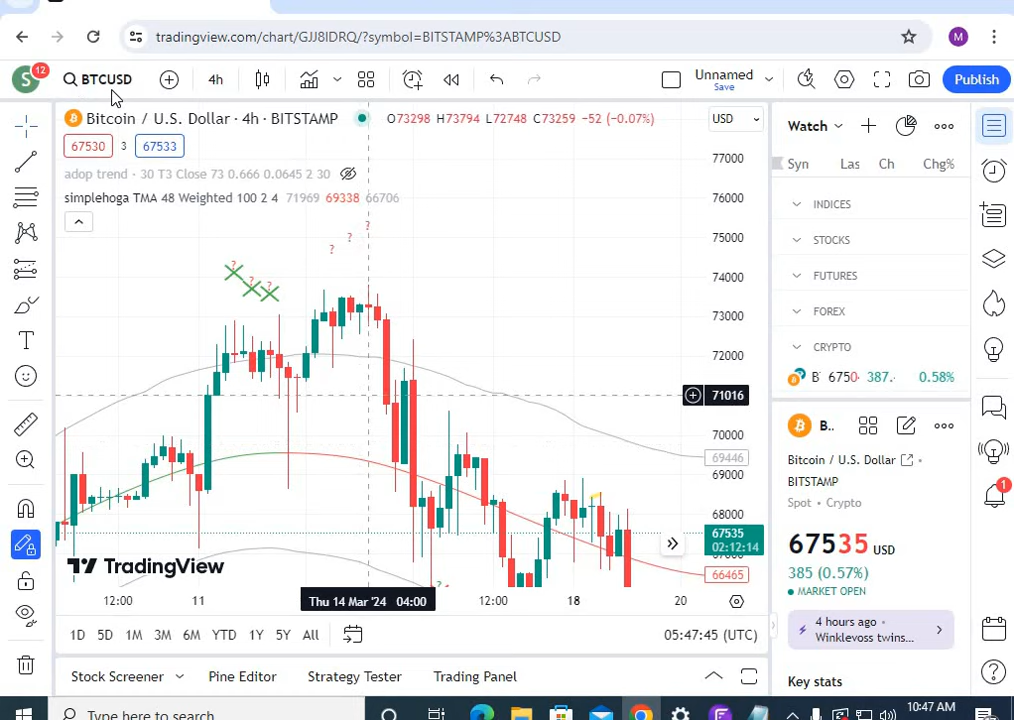 tradingview.com/chart/GJJ8IDRQ/?symbol=BITSTAMP%3ABTCUSD
M
S 12
BTCUSD
4h
Unnamed
Save
Publish
Bitcoin / U.S. Dollar · 4h · BITSTAMP
O73298 H73794 L72748 C73259 −52 (−0.07%)
USD
67530 3 67533
adop trend · 30 T3 Close 73 0.666 0.0645 2 30
simplehoga TMA 48 Weighted 100 2 4 71969 69338 66706
77000
75000
74000
73000
72000
71016
70000
69446
69000
68000
67535
02:12:14
66465
TradingView
12:00 11 Thu 14 Mar '24 04:00 12:00 18 20
1D 5D 1M 3M 6M YTD 1Y 5Y All
05:47:45 (UTC)
Stock Screener Pine Editor Strategy Tester Trading Panel
Watch
Syn Las Ch Chg%
INDICES
STOCKS
FUTURES
FOREX
CRYPTO
B 6750 387. 0.58%
B..
Bitcoin / U.S. Dollar
BITSTAMP
Spot • Crypto
67535 USD
385 (0.57%)
MARKET OPEN
4 hours ago •
Winklevoss twins...
Key stats
1
Type here to search
10:47 AM